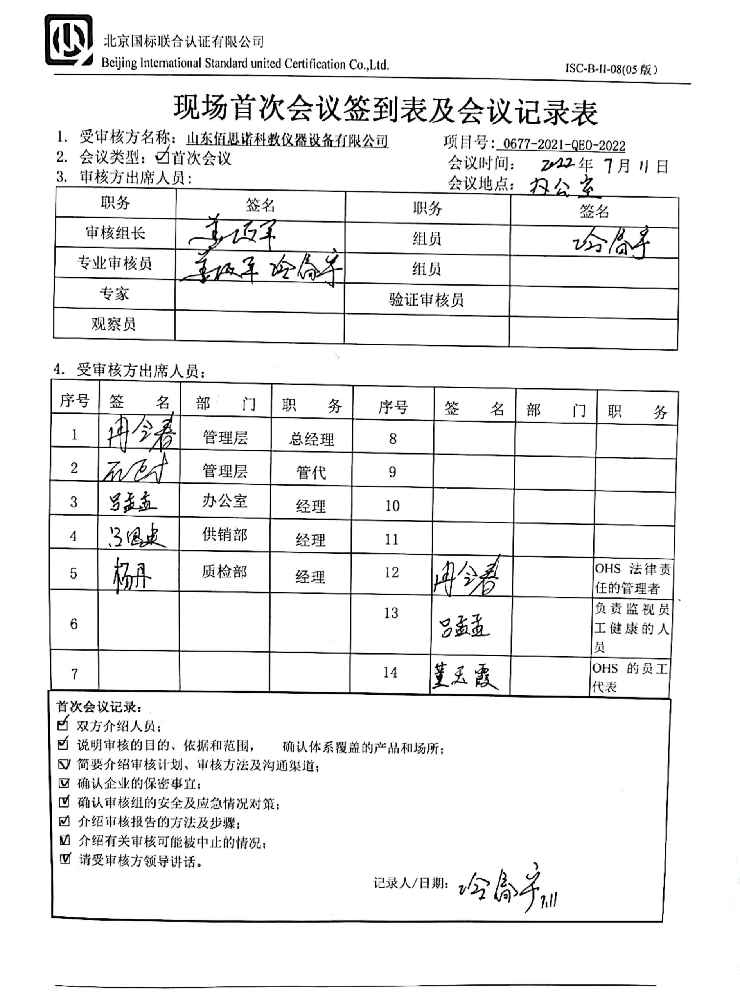 北京国标联合认证有限公司
Beijing International Standard united Certification Co.,Ltd.
ISC-B-II-08(05版)
现场首次会议签到表及会议记录表
1. 受审核方名称：山东佰思诺科教仪器设备有限公司 项目号：0677-2021-QEO-2022
2. 会议类型：☑首次会议 会议时间： 2022年 7月 11日
3. 审核方出席人员： 会议地点：办公室
职务 签名 职务 签名
审核组长 组员
专业审核员 组员
专家 验证审核员
观察员
4. 受审核方出席人员：
序号 签 名 部 门 职 务 序号 签 名 部 门 职 务
1 冉令春 管理层 总经理 8
2 管理层 管代 9
3 吕孟孟 办公室 经理 10
4 供销部 经理 11
5 杨丹 质检部 经理 12 冉令春 OHS 法律责
任的管理者
6 13 吕孟孟 负责监视员
工健康的人
员
7 14 董天霞 OHS 的员工
代表
首次会议记录：
☑ 双方介绍人员；
☑ 说明审核的目的、依据和范围， 确认体系覆盖的产品和场所；
☑ 简要介绍审核计划、审核方法及沟通渠道；
☑ 确认企业的保密事宜；
☑ 确认审核组的安全及应急情况对策；
☑ 介绍审核报告的方法及步骤；
☑ 介绍有关审核可能被中止的情况；
☑ 请受审核方领导讲话。
记录人/日期： 7.11